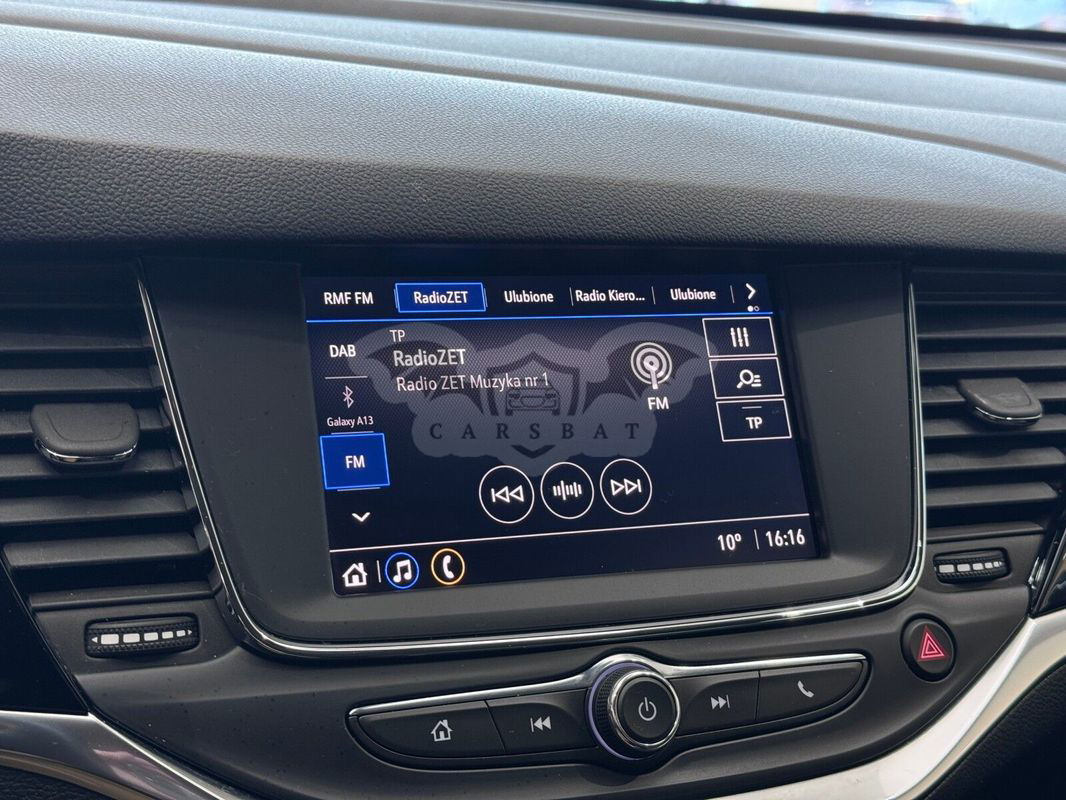 RMF FM
RadioZET
Ulubione
Radio Kiero...
Ulubione
DAB
TP
RadioZET
Radio ZET Muzyka nr 1
Galaxy A13
FM
FM
TP
CARSBAT
10°
16:16